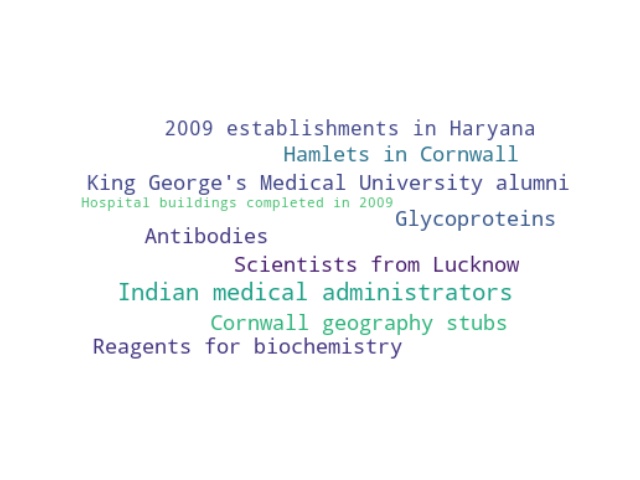 2009 establishments in Haryana
Hamlets in Cornwall
King George's Medical University alumni
Hospital buildings completed in 2009
Glycoproteins
Antibodies
Scientists from Lucknow
Indian medical administrators
Cornwall geography stubs
Reagents for biochemistry